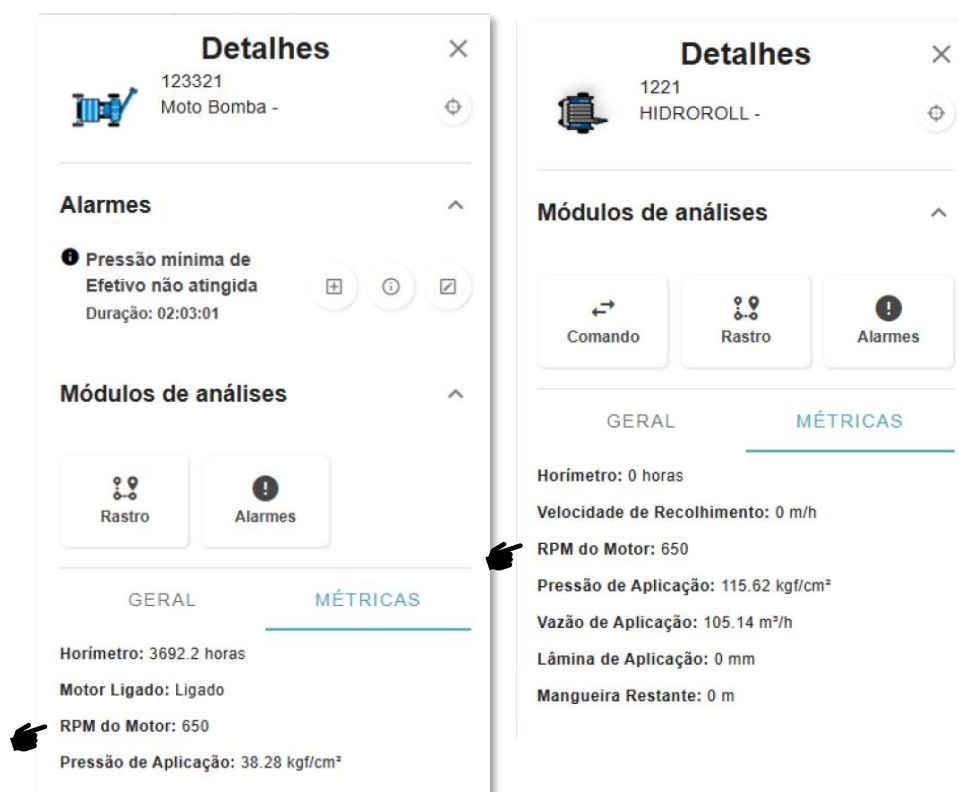 Detalhes
123321
Moto Bomba -
Alarmes
Pressão mínima de
Efetivo não atingida
Duração: 02:03:01
Módulos de análises
Rastro
Alarmes
GERAL
MÉTRICAS
Horímetro: 3692.2 horas
Motor Ligado: Ligado
RPM do Motor: 650
Pressão de Aplicação: 38.28 kgf/cm²
Detalhes
1221
HIDROROLL -
Módulos de análises
Comando
Rastro
Alarmes
GERAL
MÉTRICAS
Horímetro: 0 horas
Velocidade de Recolhimento: 0 m/h
RPM do Motor: 650
Pressão de Aplicação: 115.62 kgf/cm²
Vazão de Aplicação: 105.14 m³/h
Lâmina de Aplicação: 0 mm
Mangueira Restante: 0 m